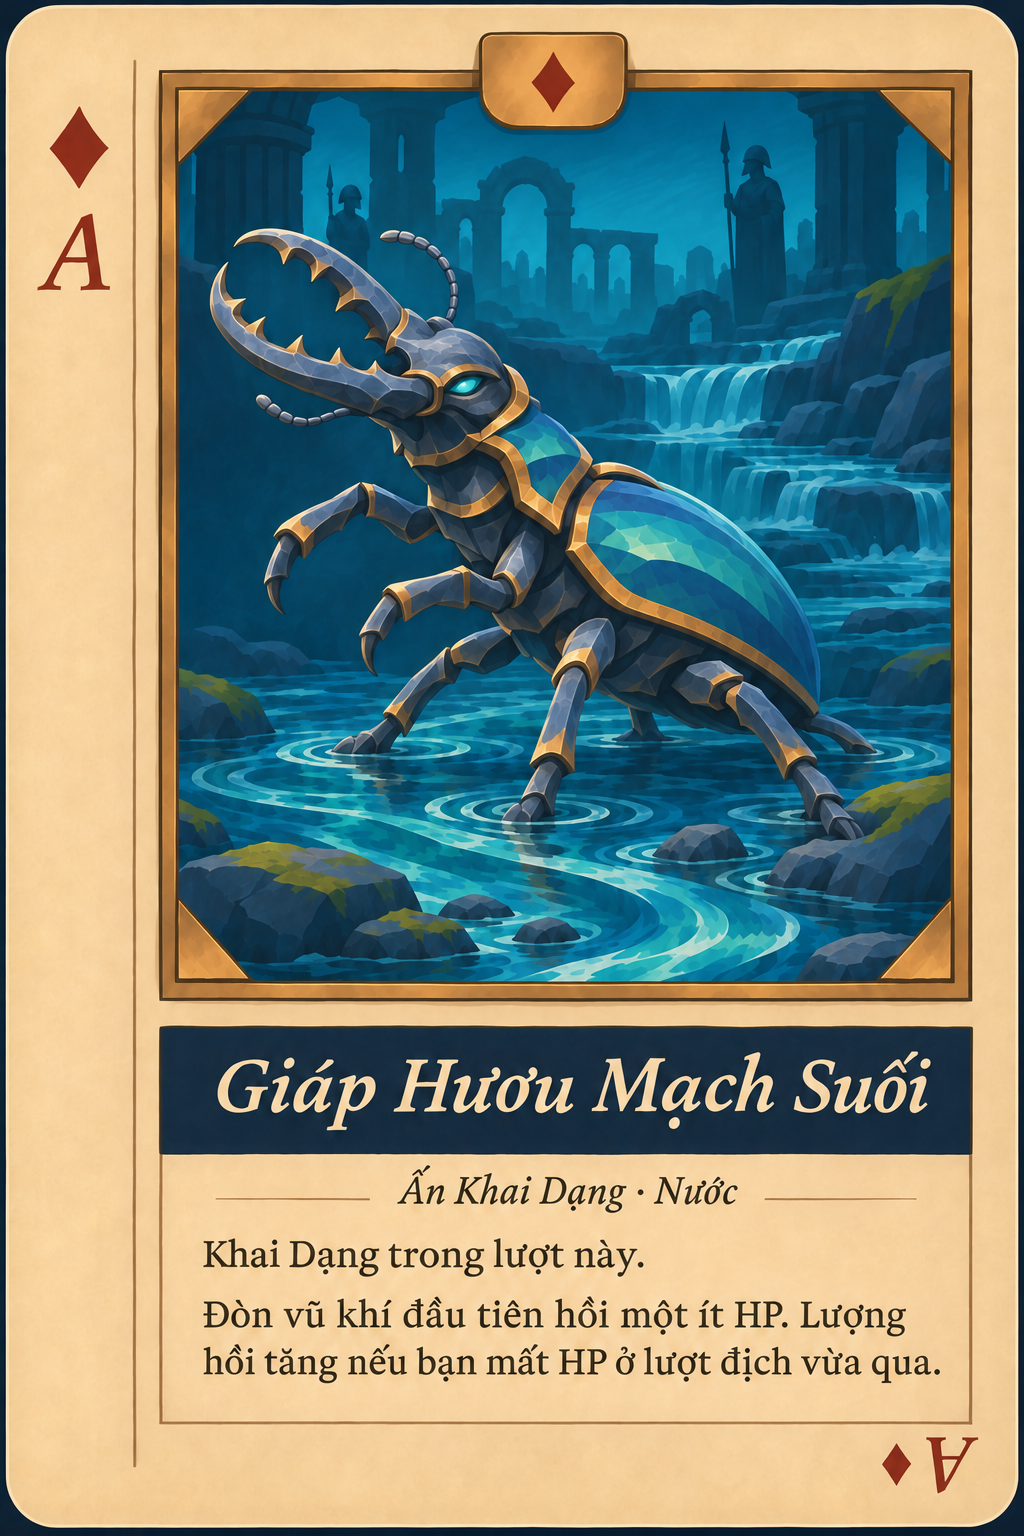 A
Giáp Hươu Mạch Suối
Ấn Khai Dạng · Nước
Khai Dạng trong lượt này.
Đòn vũ khí đầu tiên hồi một ít HP. Lượng
hồi tăng nếu bạn mất HP ở lượt địch vừa qua.
A